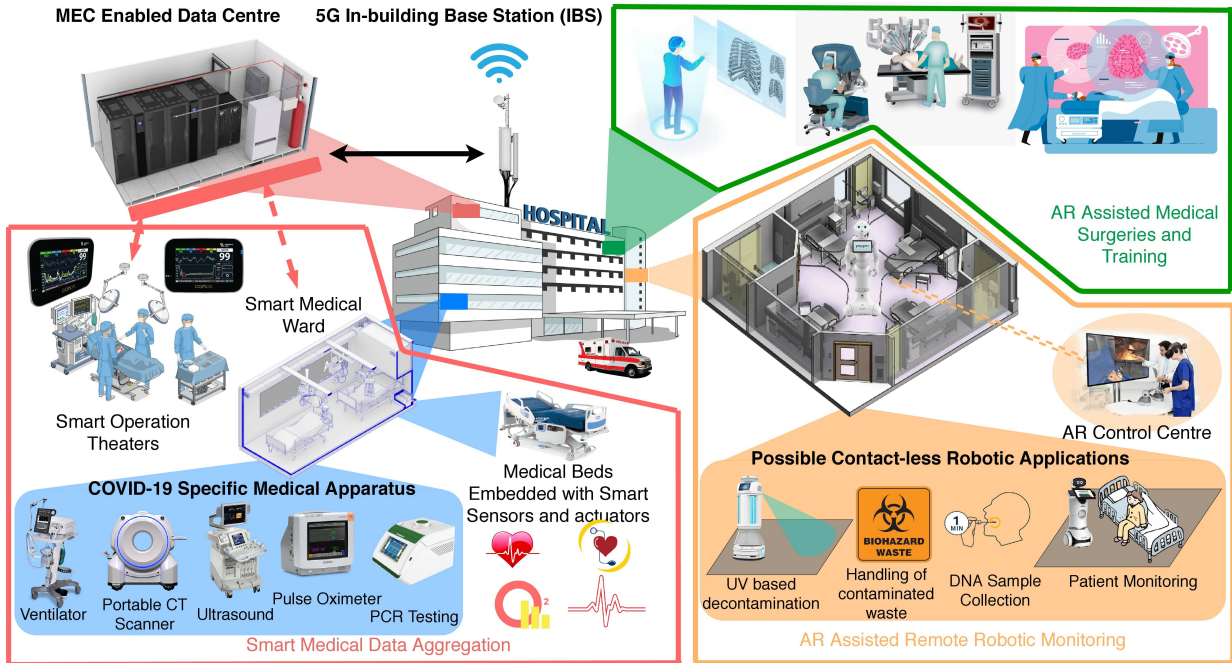 MEC Enabled Data Centre
5G In-building Base Station (IBS)
HOSPITAL
AR Assisted Medical
Surgeries and
Training
99
99
Smart Medical
Ward
Smart Operation
Theaters
AR Control Centre
Medical Beds
Embedded with Smart
Sensors and actuators
COVID-19 Specific Medical Apparatus
Ventilator
Portable CT
Scanner
Ultrasound
Pulse Oximeter
PCR Testing
2
Smart Medical Data Aggregation
Possible Contact-less Robotic Applications
BIOHAZARD
WASTE
1
MIN
UV based
decontamination
Handling of
contaminated
waste
DNA Sample
Collection
Patient Monitoring
AR Assisted Remote Robotic Monitoring